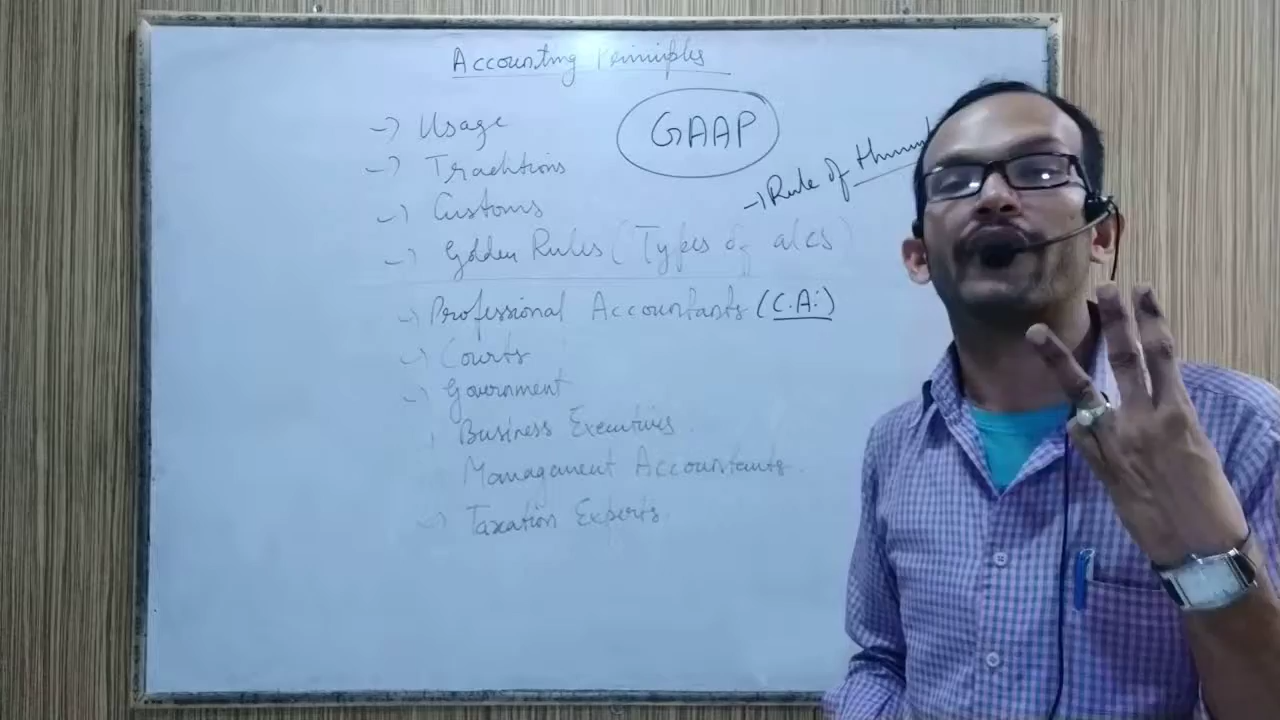 Accounting Principles
GAAP
-> Usage
-> Traditions
-> Customs
-> Rule of
-> Golden Rules (Types of a/cs)
-> Professional Accountants (C.A.)
-> Courts
-> Government
Business Executives
Management Accountants.
-> Taxation Experts.